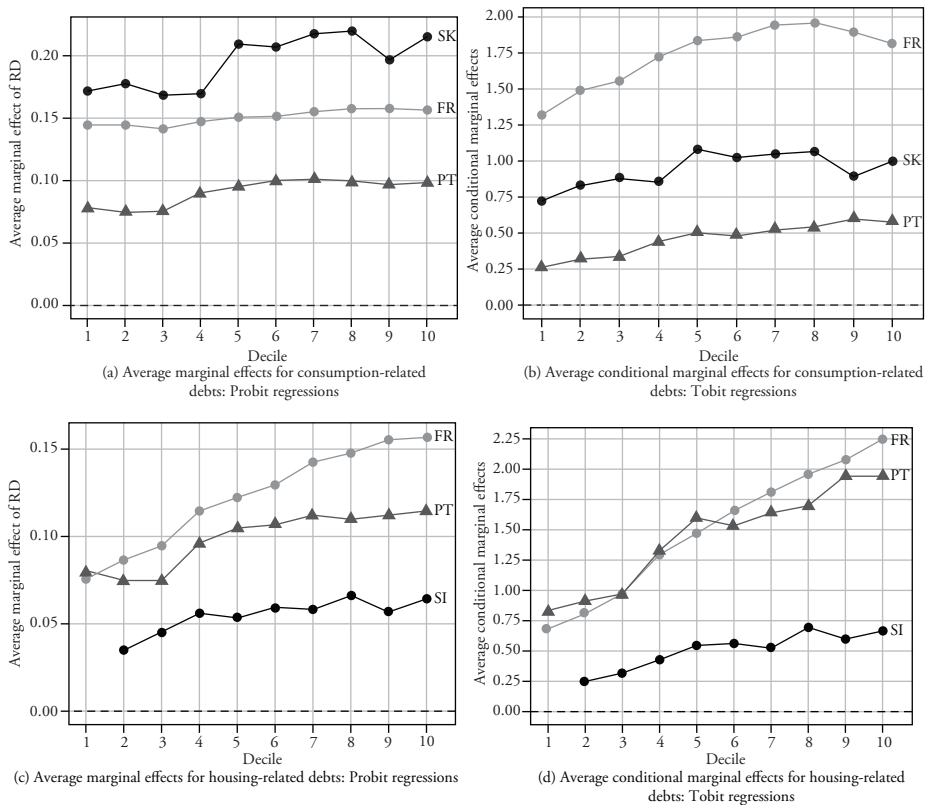 Average marginal effect of RD
0.20
0.15
0.10
0.05
0.00
SK
FR
PT
1 2 3 4 5 6 7 8 9 10
Decile
(a) Average marginal effects for consumption-related
debts: Probit regressions
Average conditional marginal effects
2.00
1.75
1.50
1.25
1.00
0.75
0.50
0.25
0.00
FR
SK
PT
1 2 3 4 5 6 7 8 9 10
Decile
(b) Average conditional marginal effects for consumption-related
debts: Tobit regressions
Average marginal effect of RD
0.15
0.10
0.05
0.00
FR
PT
SI
1 2 3 4 5 6 7 8 9 10
Decile
(c) Average marginal effects for housing-related debts: Probit regressions
Average conditional marginal effects
2.25
2.00
1.75
1.50
1.25
1.00
0.75
0.50
0.25
0.00
FR
PT
SI
1 2 3 4 5 6 7 8 9 10
Decile
(d) Average conditional marginal effects for housing-related
debts: Tobit regressions